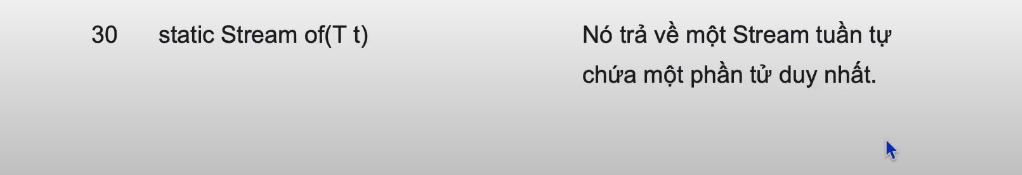 30 static Stream of(T t) Nó trả về một Stream tuần tự
chứa một phần tử duy nhất.